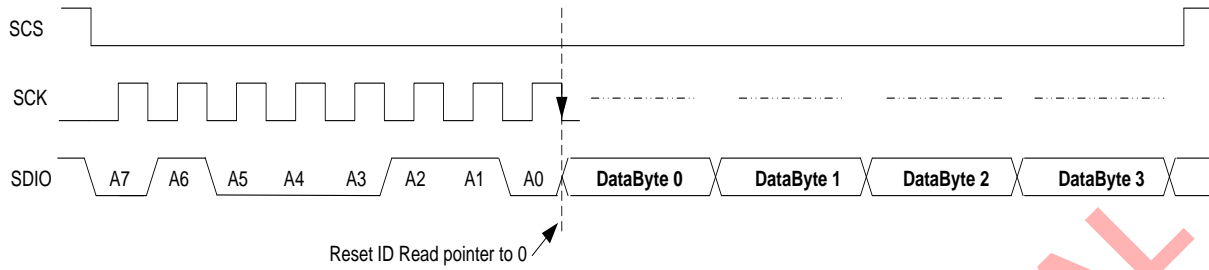 SCS
SCK
SDIO A7 A6 A5 A4 A3 A2 A1 A0 DataByte 0 DataByte 1 DataByte 2 DataByte 3
Reset ID Read pointer to 0